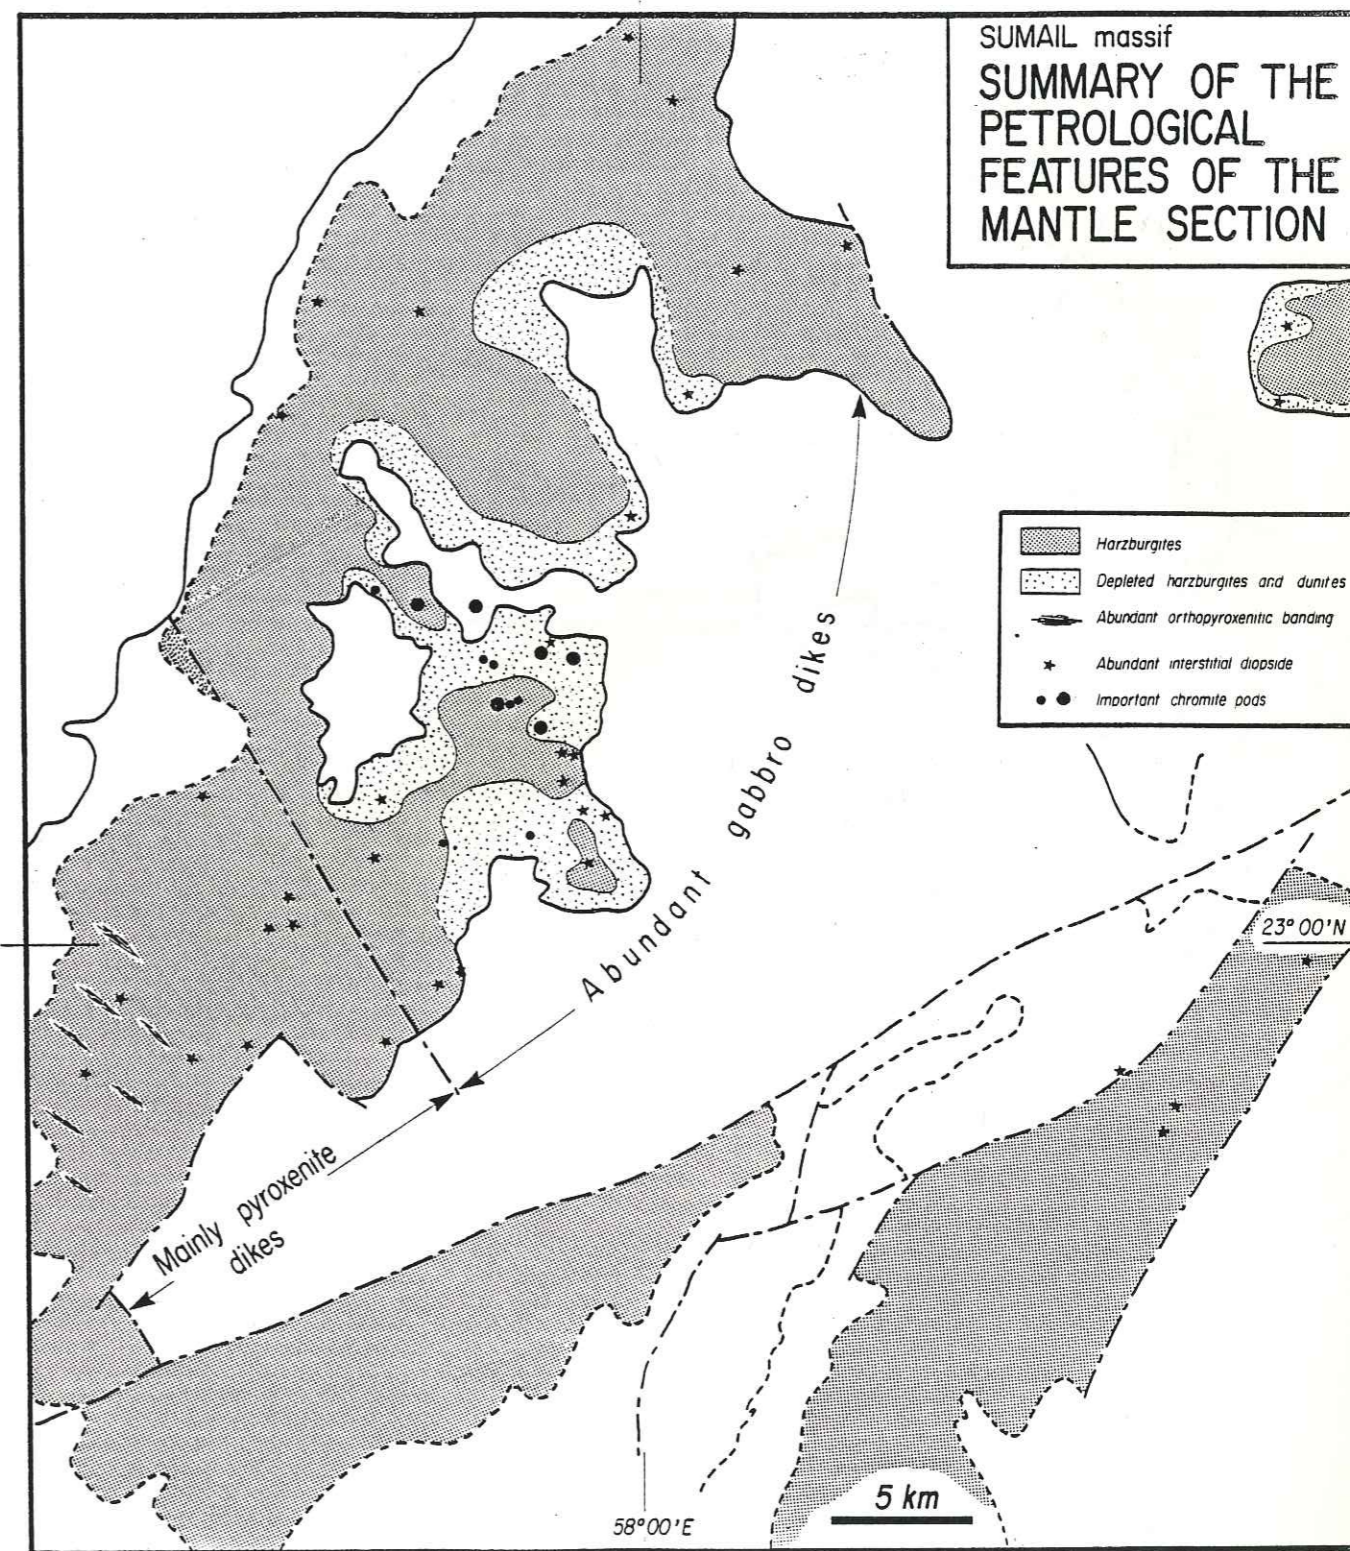 SUMAIL massif
SUMMARY OF THE
PETROLOGICAL
FEATURES OF THE
MANTLE SECTION
Harzburgites
Depleted harzburgites and dunites
Abundant orthopyroxenitic banding
Abundant interstitial diopside
Important chromite pods
Abundant gabbro dikes
23°00'N
Mainly pyroxenite
dikes
5 km
58°00'E